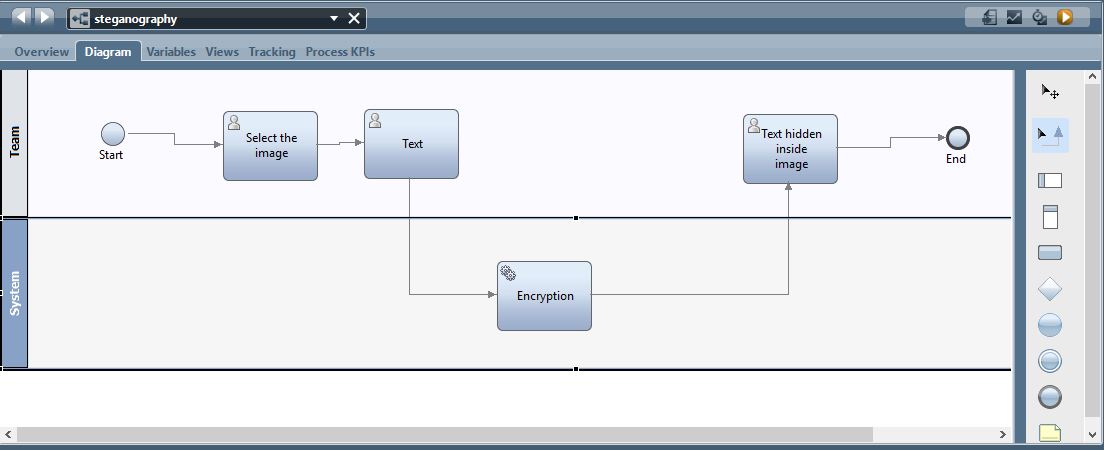 steganography
Overview Diagram Variables Views Tracking Process KPIs
Team
Start
Select the
image
Text
Text hidden
inside
image
End
System
Encryption